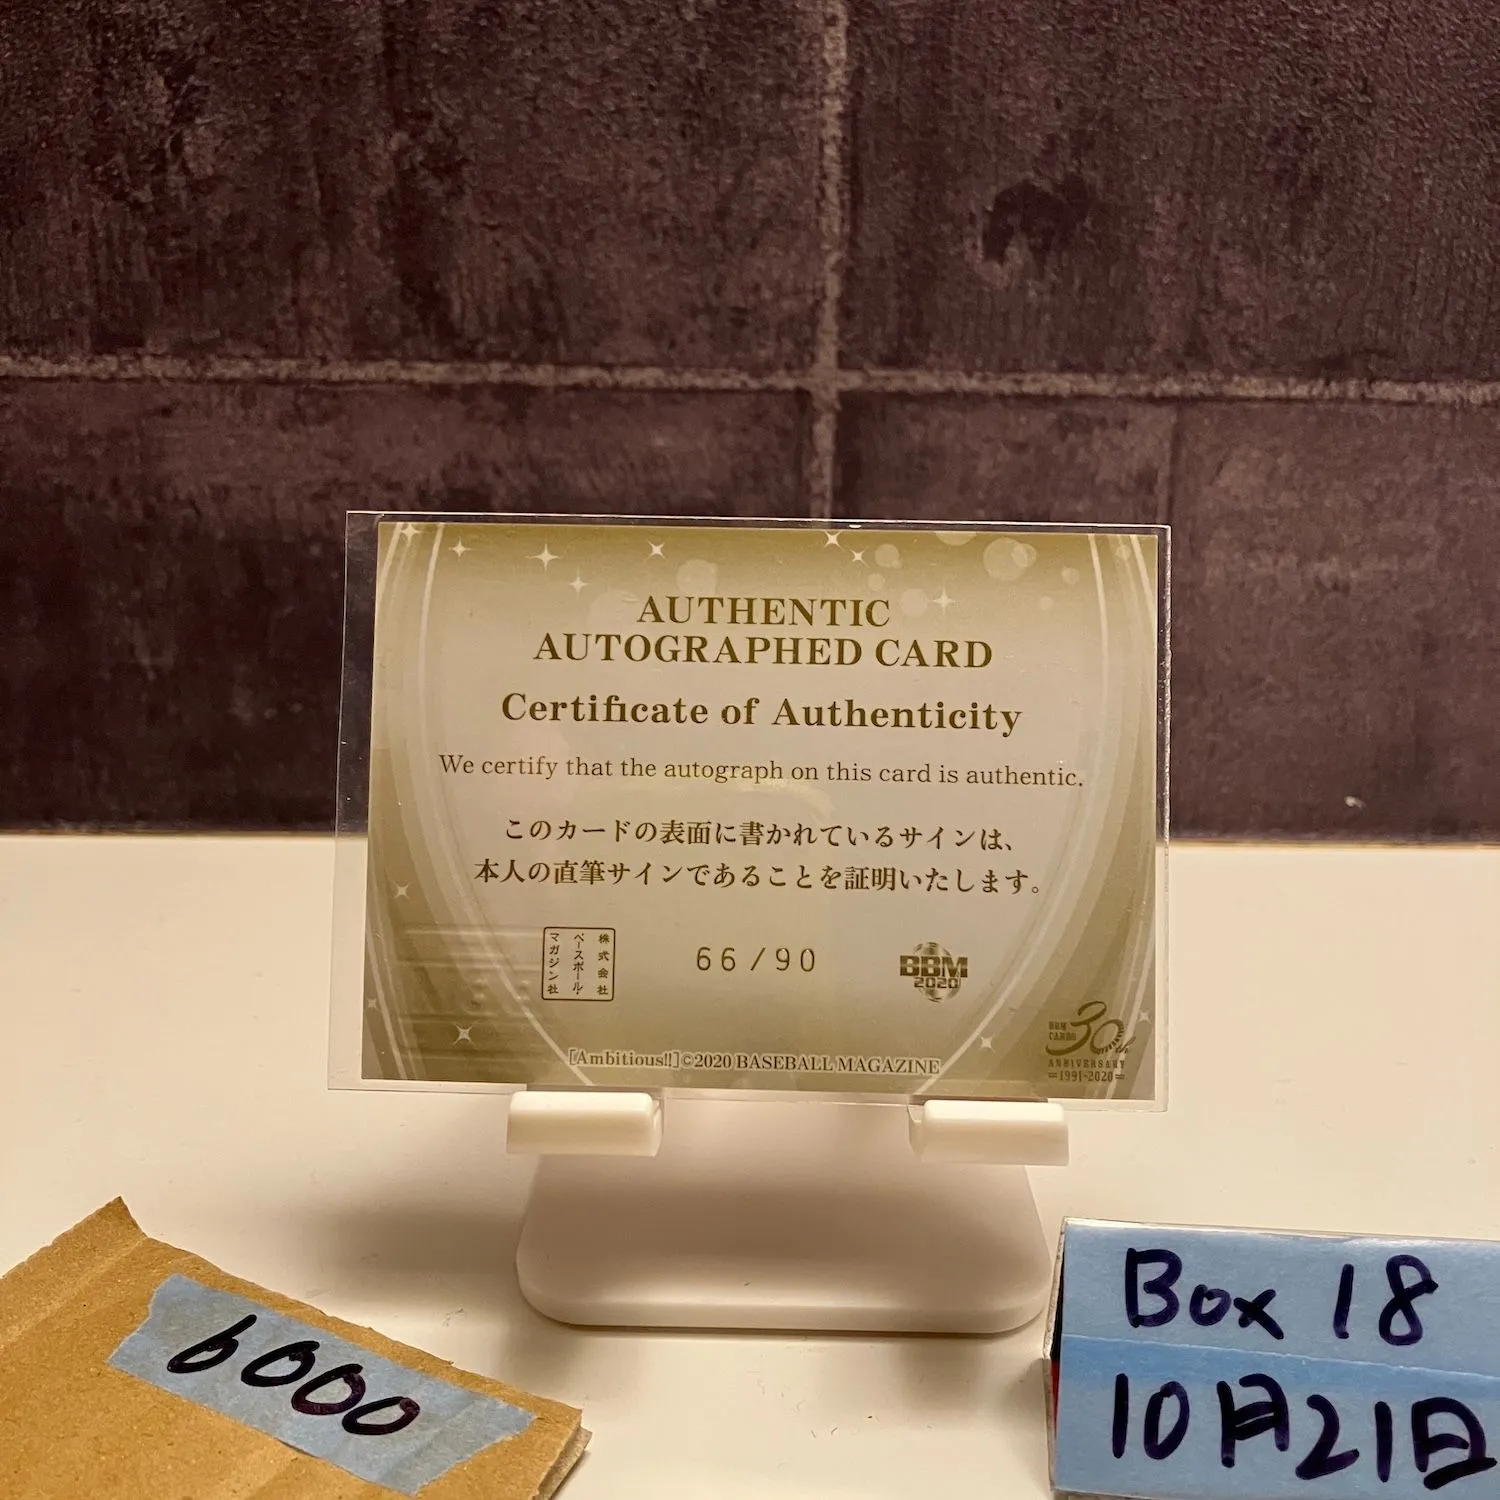 AUTHENTIC
AUTOGRAPHED CARD
Certificate of Authenticity
We certify that the autograph on this card is authentic.
このカードの表面に書かれているサインは、
本人の直筆サインであることを証明いたします。
株式会社
ベースボール・
マガジン社
66/90
BBM
2020
BBM
CARDS
30th
ANNIVERSARY
1991-2020
[Ambitious!!]©2020 BASEBALL MAGAZINE
6000
Box 18
10月21日